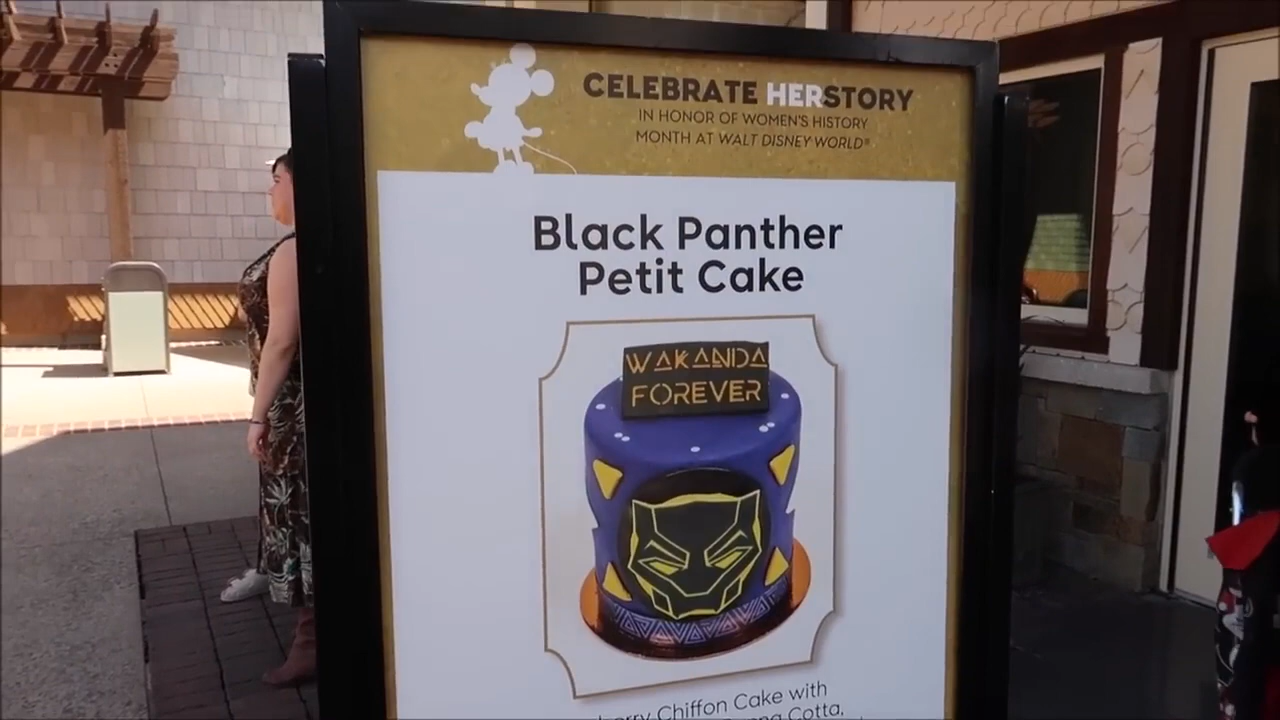 CELEBRATE HERSTORY
IN HONOR OF WOMEN'S HISTORY
MONTH AT WALT DISNEY WORLD®
Black Panther
Petit Cake
WAKANDA
FOREVER
Chiffon Cake with
Cotta,